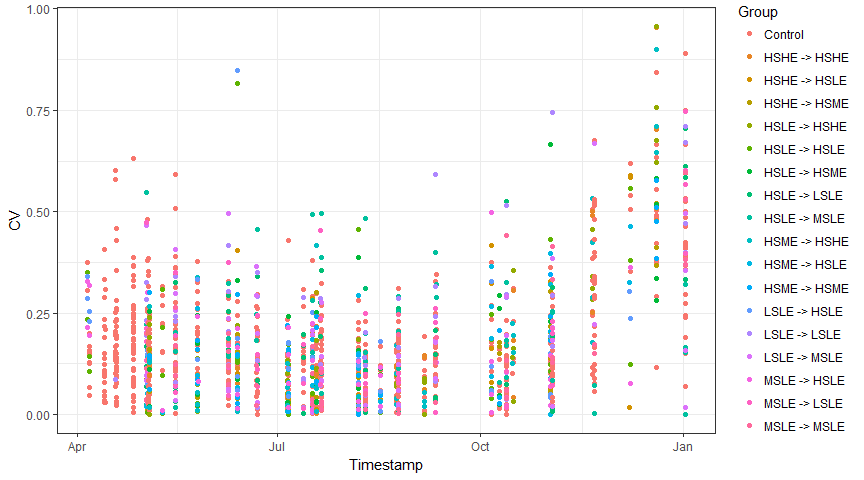 1.00
0.75
0.50
0.25
0.00
CV
Apr
Jul
Oct
Jan
Timestamp
Group
Control
HSHE -> HSHE
HSHE -> HSLE
HSHE -> HSME
HSLE -> HSHE
HSLE -> HSLE
HSLE -> HSME
HSLE -> LSLE
HSLE -> MSLE
HSME -> HSHE
HSME -> HSLE
HSME -> HSME
LSLE -> HSLE
LSLE -> LSLE
LSLE -> MSLE
MSLE -> HSLE
MSLE -> LSLE
MSLE -> MSLE